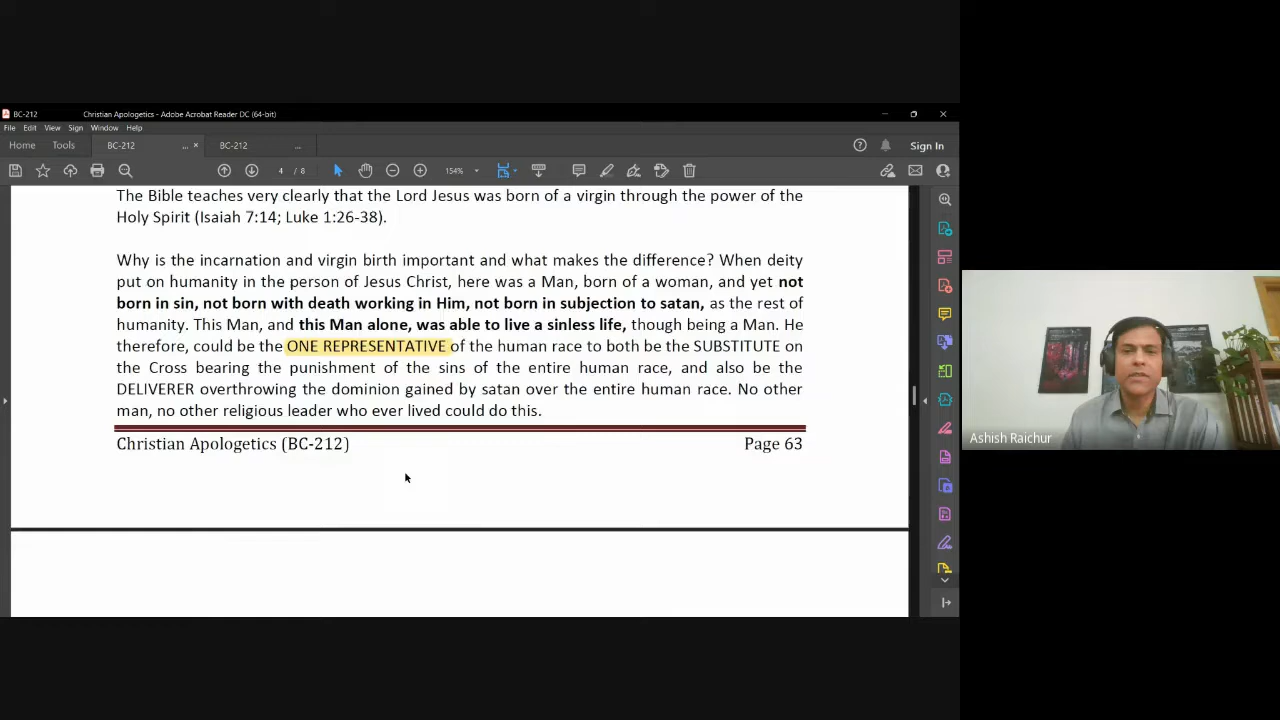 BC-212 Christian Apologetics - Adobe Acrobat Reader DC (64-bit)
File Edit View Sign Window Help
Home Tools BC-212 ... × BC-212 ... Sign In
4 / 8 154%
The Bible teaches very clearly that the Lord Jesus was born of a virgin through the power of the
Holy Spirit (Isaiah 7:14; Luke 1:26-38).
Why is the incarnation and virgin birth important and what makes the difference? When deity
put on humanity in the person of Jesus Christ, here was a Man, born of a woman, and yet not
born in sin, not born with death working in Him, not born in subjection to satan, as the rest of
humanity. This Man, and this Man alone, was able to live a sinless life, though being a Man. He
therefore, could be the ONE REPRESENTATIVE of the human race to both be the SUBSTITUTE on
the Cross bearing the punishment of the sins of the entire human race, and also be the
DELIVERER overthrowing the dominion gained by satan over the entire human race. No other
man, no other religious leader who ever lived could do this.
Christian Apologetics (BC-212) Page 63
Ashish Raichur